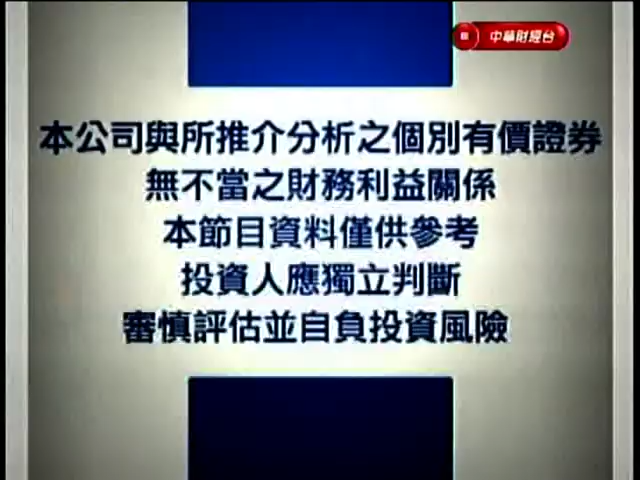 中華財經台
本公司與所推介分析之個別有價證券
無不當之財務利益關係
本節目資料僅供參考
投資人應獨立判斷
審慎評估並自負投資風險